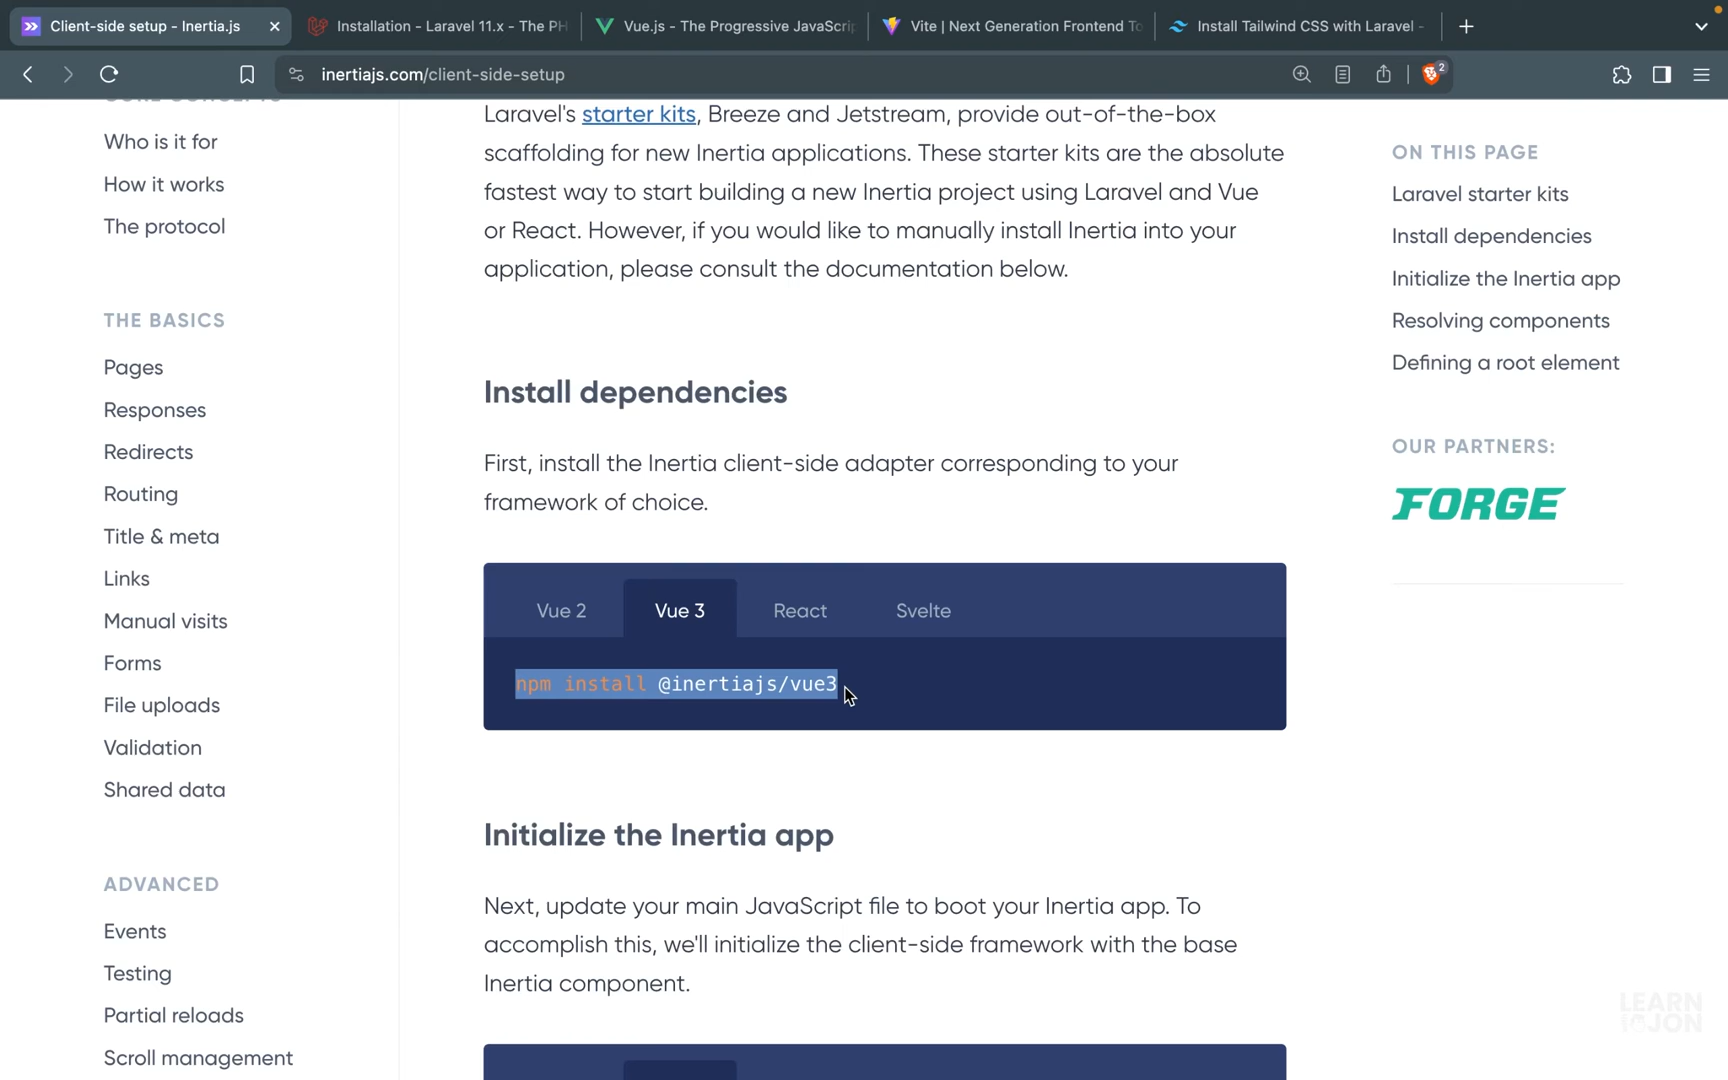 Client-side setup - Inertia.js
Installation - Laravel 11.x - The PH
Vue.js - The Progressive JavaScrip
Vite | Next Generation Frontend To
Install Tailwind CSS with Laravel -
inertiajs.com/client-side-setup
2
CORE CONCEPTS
Who is it for
How it works
The protocol
THE BASICS
Pages
Responses
Redirects
Routing
Title & meta
Links
Manual visits
Forms
File uploads
Validation
Shared data
ADVANCED
Events
Testing
Partial reloads
Scroll management
Laravel's starter kits, Breeze and Jetstream, provide out-of-the-box
scaffolding for new Inertia applications. These starter kits are the absolute
fastest way to start building a new Inertia project using Laravel and Vue
or React. However, if you would like to manually install Inertia into your
application, please consult the documentation below.
Install dependencies
First, install the Inertia client-side adapter corresponding to your
framework of choice.
Vue 2 Vue 3 React Svelte
npm install @inertiajs/vue3
Initialize the Inertia app
Next, update your main JavaScript file to boot your Inertia app. To
accomplish this, we'll initialize the client-side framework with the base
Inertia component.
ON THIS PAGE
Laravel starter kits
Install dependencies
Initialize the Inertia app
Resolving components
Defining a root element
OUR PARTNERS:
FORGE
LEARN
JON